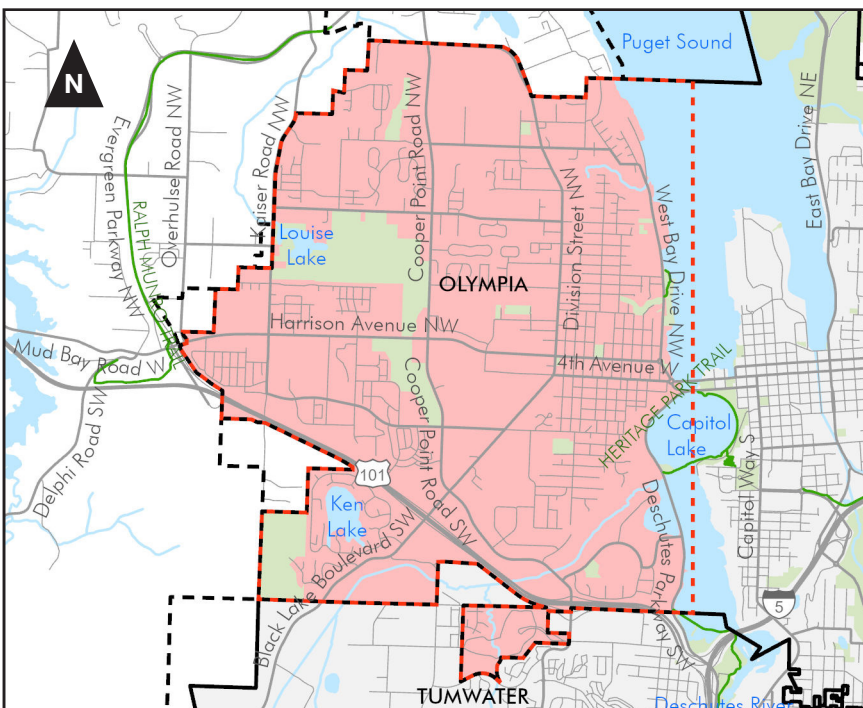 Puget Sound
N
East Bay Drive NE
Cooper Point Road NW
Kaiser Road NW
Overhulse Road NW
Evergreen Parkway NW
Division Street NW
West Bay Drive NW
Louise
Lake
OLYMPIA
Harrison Avenue NW
Mud Bay Road W
4th Avenue W
HERITAGE PARK TRAIL
Cooper Point Road SW
Capitol
Lake
Delphi Road SW
101
Ken
Lake
Capitol Way S
Deschutes Parkway SW
Black Lake Boulevard SW
5
TUMWATER
Deschutes River